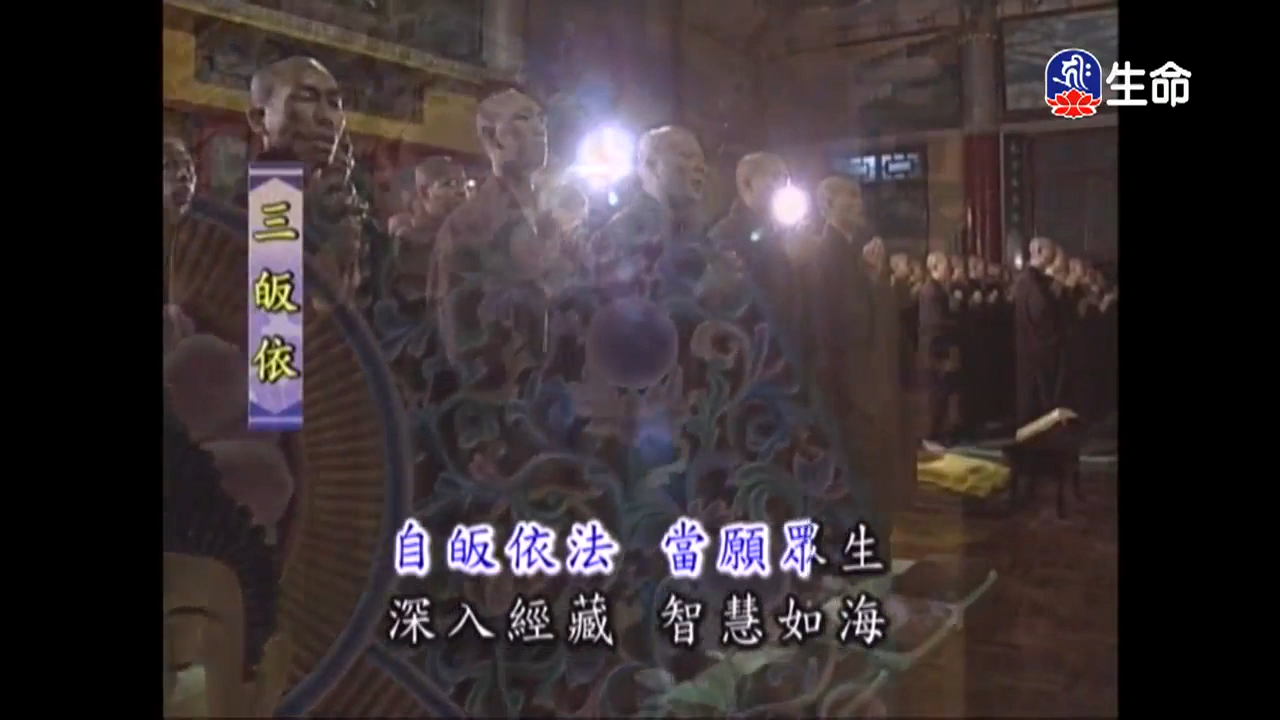 生命
三皈依
自皈依法 當願眾生
深入經藏 智慧如海